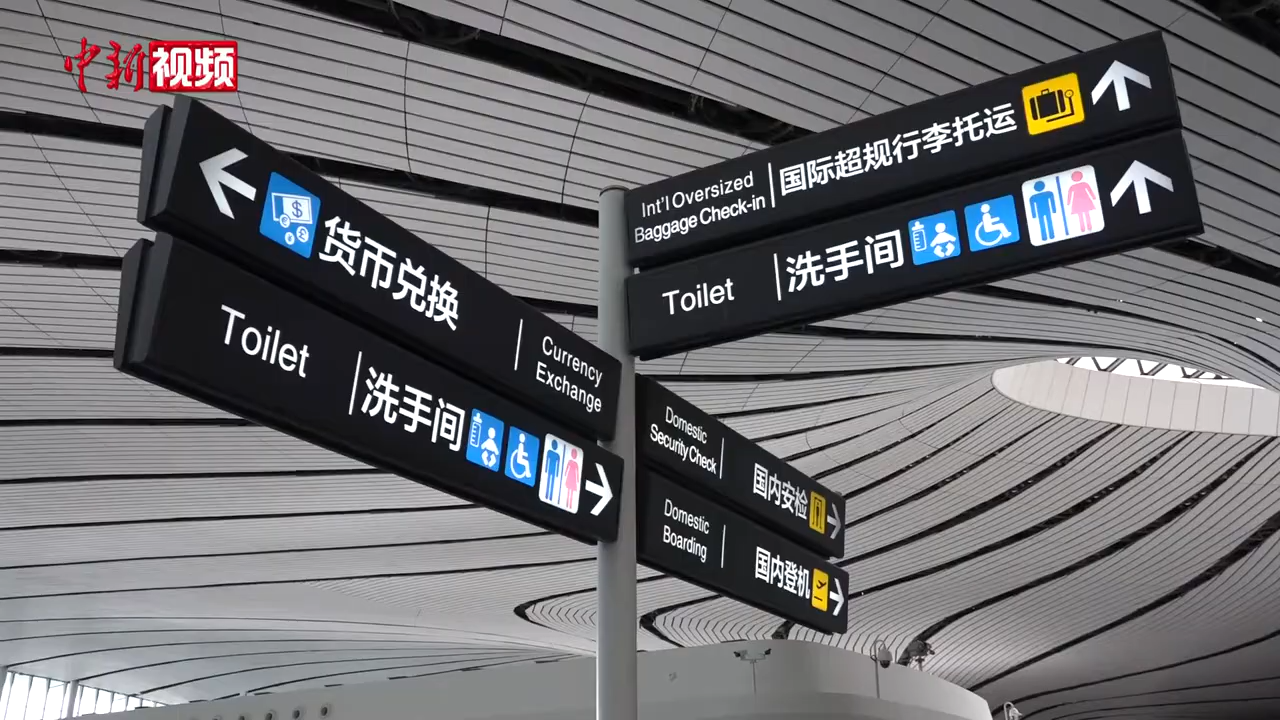 中新视频
货币兑换
Currency
Exchange
Toilet
洗手间
Int'l Oversized
Baggage Check-in
国际超规行李托运
Toilet
洗手间
Domestic
Security Check
国内安检
Domestic
Boarding
国内登机